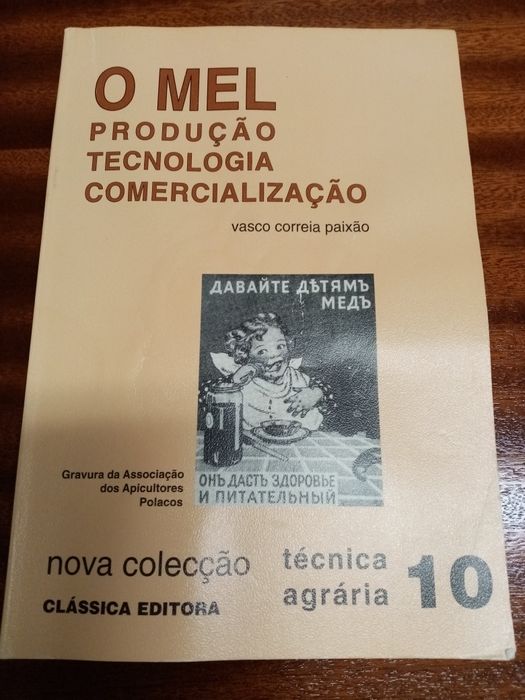 O MEL
PRODUÇÃO
TECNOLOGIA
COMERCIALIZAÇÃO
vasco correia paixão
ДАВАЙТЕ ДѢТЯМЪ
МЕДЪ
ОНЪ ДАСТЪ ЗДОРОВЬЕ
И ПИТАТЕЛЬНЫЙ
Gravura da Associação
dos Apicultores
Polacos
nova colecção
CLÁSSICA EDITORA
técnica
agrária
10